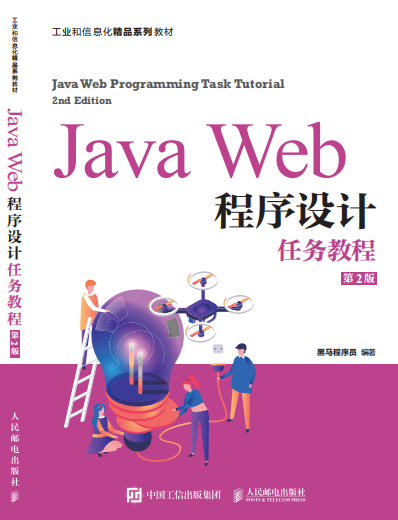 工业和信息化精品系列教材
Java Web Programming Task Tutorial
2nd Edition
Java Web
程序设计
任务教程
第2版
黑马程序员 编著
中国工信出版集团
人民邮电出版社
POSTS & TELECOM PRESS
工业和信息化精品系列教材
Java Web 程序设计任务教程
第2版
人民邮电出版社